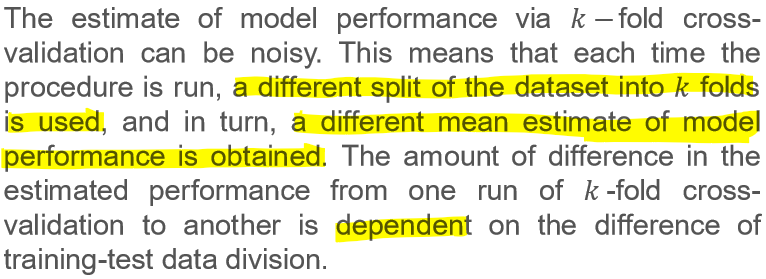 The estimate of model performance via k – fold cross-
validation can be noisy. This means that each time the
procedure is run, a different split of the dataset into k folds
is used, and in turn, a different mean estimate of model
performance is obtained. The amount of difference in the
estimated performance from one run of k -fold cross-
validation to another is dependent on the difference of
training-test data division.